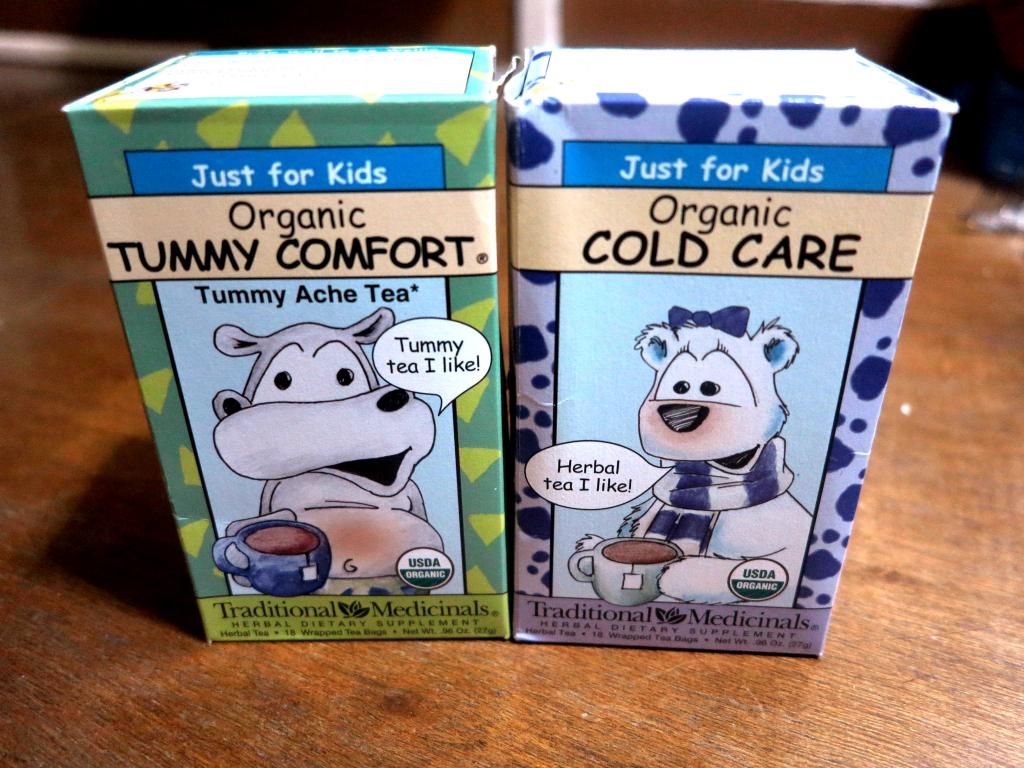 Just for Kids
Organic
TUMMY COMFORT®
Tummy Ache Tea*
Tummy
tea I like!
USDA
ORGANIC
Traditional Medicinals®
HERBAL DIETARY SUPPLEMENT
Herbal Tea • 18 Wrapped Tea Bags • Net Wt. .96 Oz. (27g)
Just for Kids
Organic
COLD CARE
Herbal
tea I like!
USDA
ORGANIC
Traditional Medicinals®
HERBAL DIETARY SUPPLEMENT
Herbal Tea • 18 Wrapped Tea Bags • Net Wt. .96 Oz. (27g)